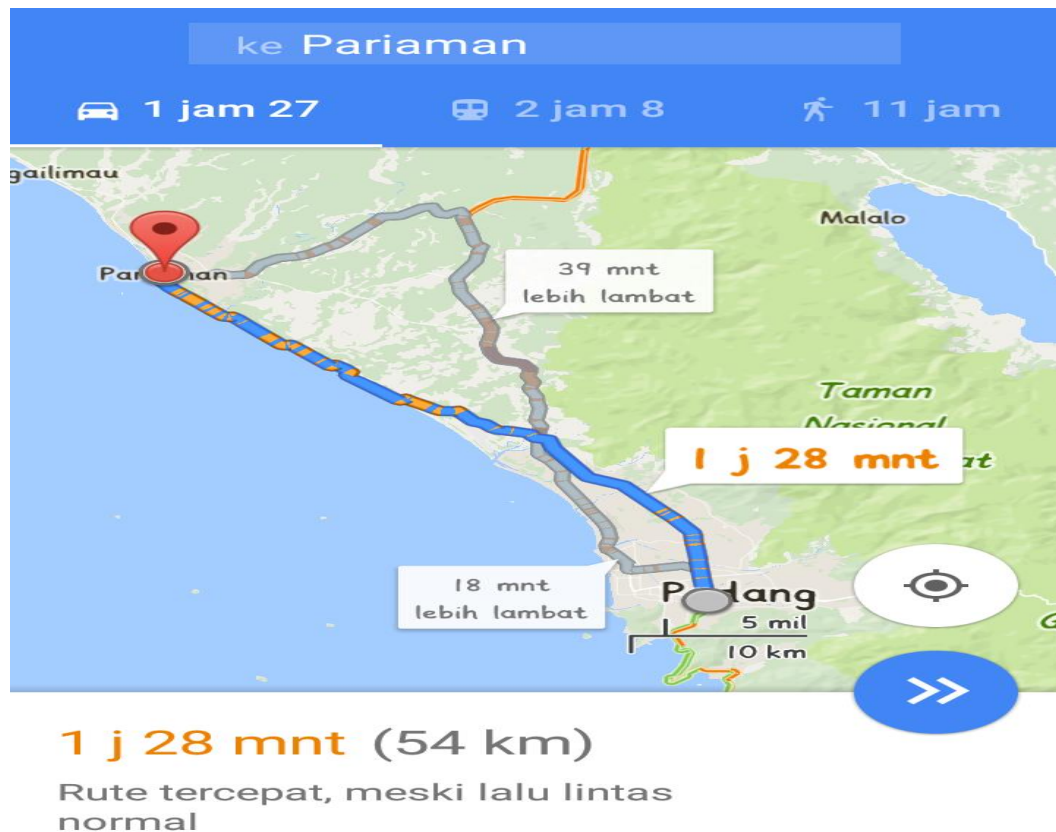 ke Pariaman
1 jam 27
2 jam 8
11 jam
gailimau
Malalo
39 mnt
lebih lambat
Taman
Nasional
1 j 28 mnt
18 mnt
lebih lambat
5 mil
10 km
1 j 28 mnt (54 km)
Rute tercepat, meski lalu lintas
normal